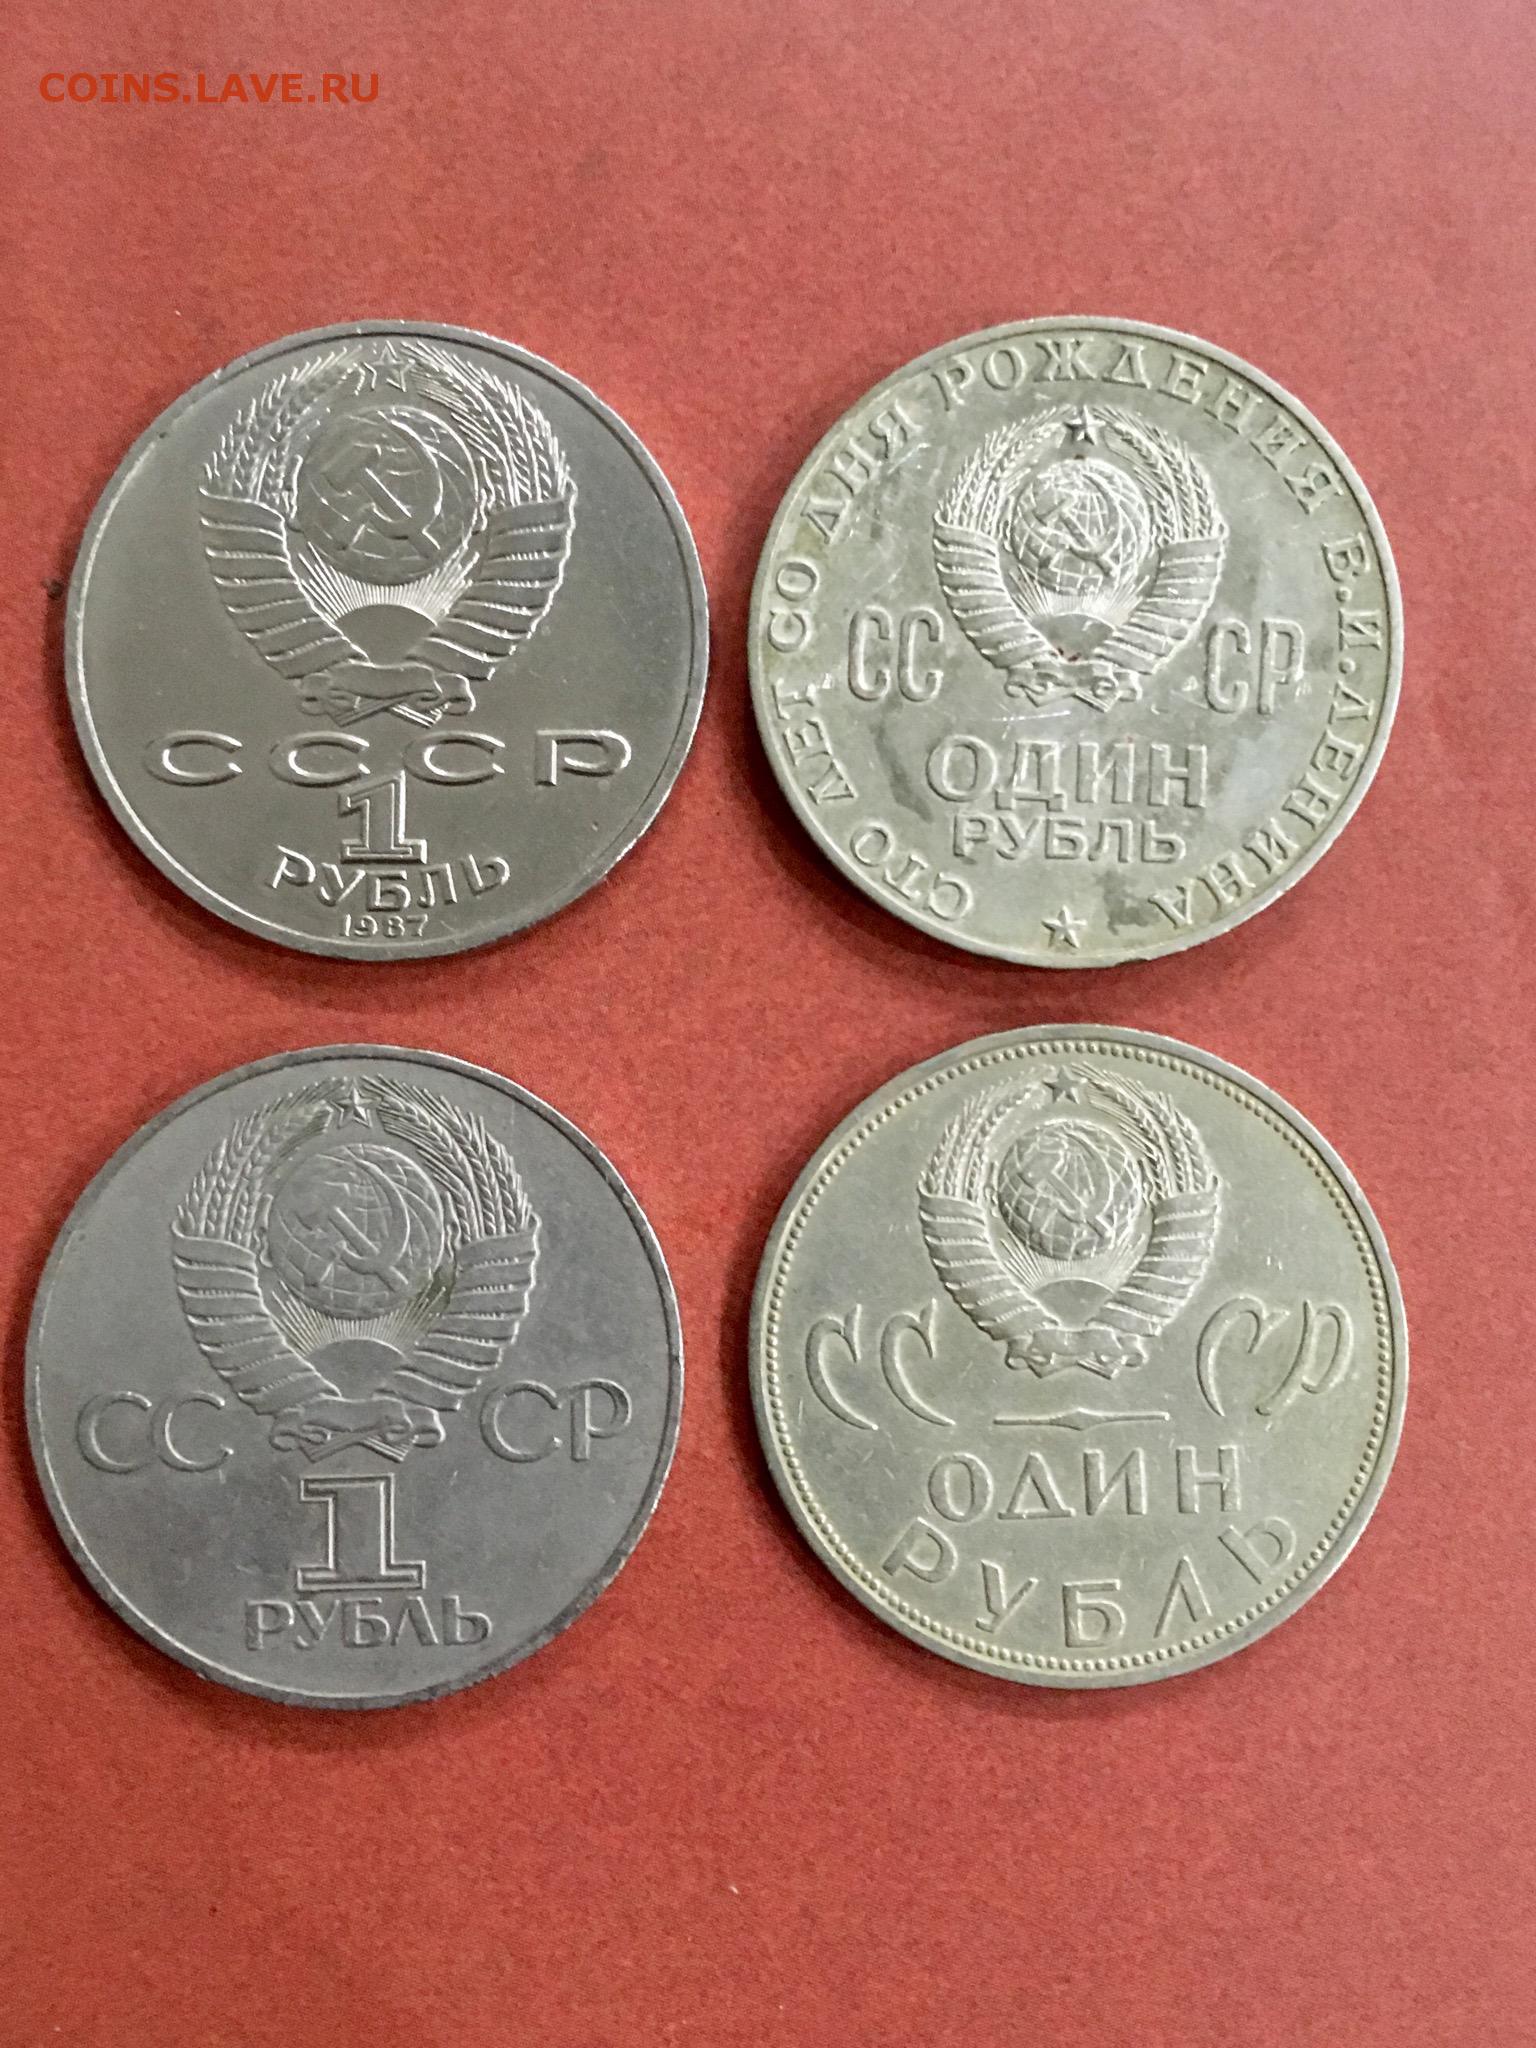 COINS.LAVE.RU
СССР
1
РУБЛЬ
1987
СТО ЛЕТ СО ДНЯ РОЖДЕНИЯ В.И.ЛЕНИНА
СС СР
ОДИН
РУБЛЬ
СС СР
1
РУБЛЬ
СС СР
ОДИН
РУБЛЬ